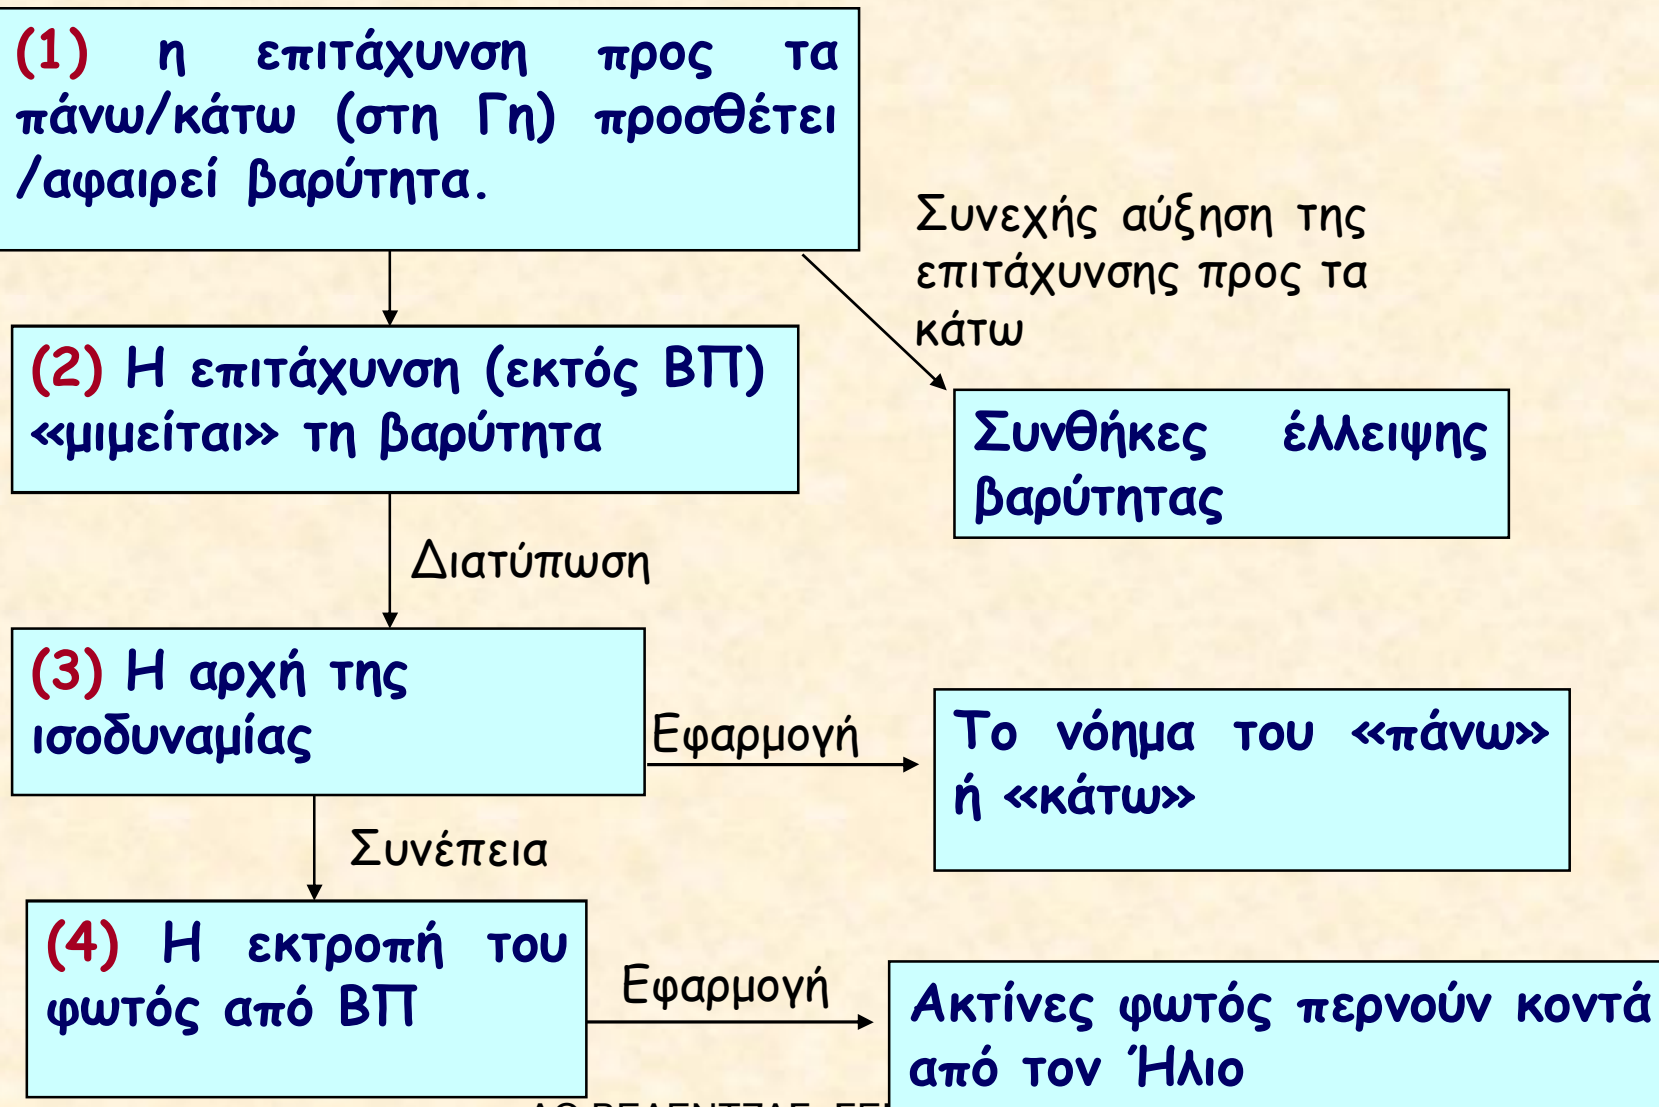 (1) η επιτάχυνση προς τα
πάνω/κάτω (στη Γη) προσθέτει
/αφαιρεί βαρύτητα.
Συνεχής αύξηση της
επιτάχυνσης προς τα
κάτω
(2) Η επιτάχυνση (εκτός ΒΠ)
«μιμείται» τη βαρύτητα
Συνθήκες έλλειψης
βαρύτητας
Διατύπωση
(3) Η αρχή της
ισοδυναμίας
Εφαρμογή
Το νόημα του «πάνω»
ή «κάτω»
Συνέπεια
(4) Η εκτροπή του
φωτός από ΒΠ
Εφαρμογή
Ακτίνες φωτός περνούν κοντά
από τον Ήλιο